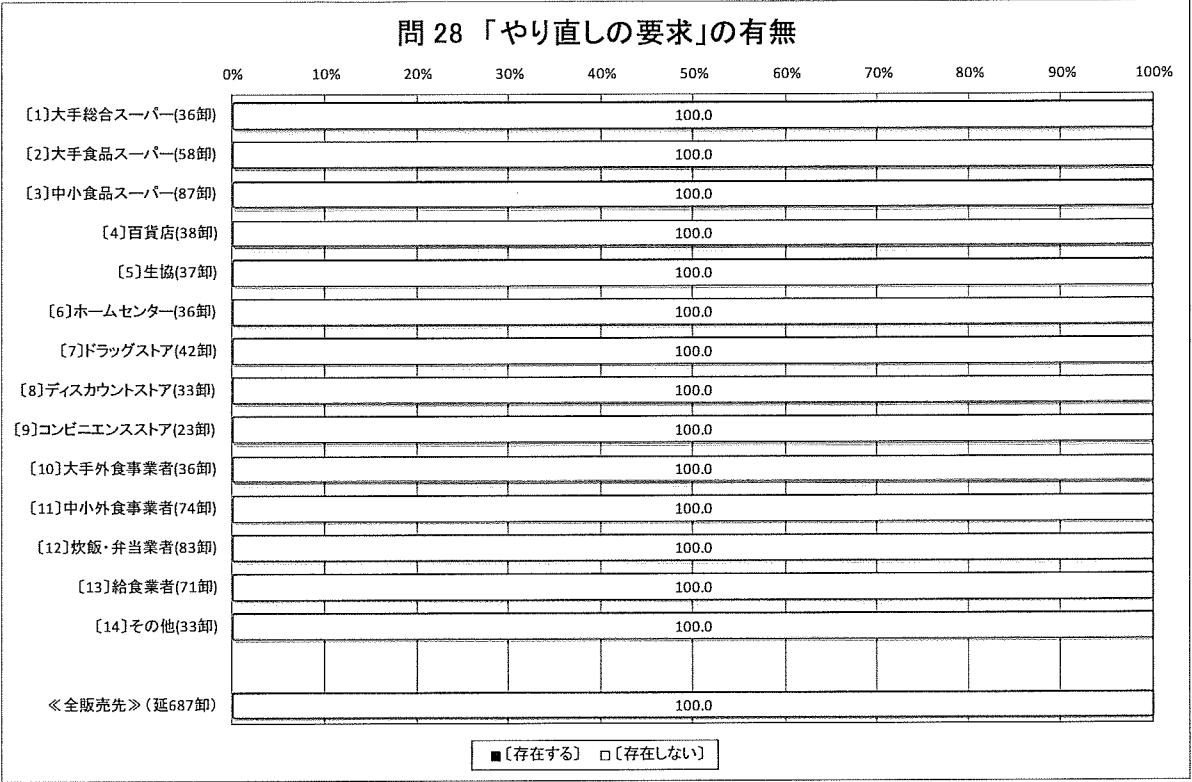 問 28 「やり直しの要求」の有無
0% 10% 20% 30% 40% 50% 60% 70% 80% 90% 100%
〔1〕大手総合スーパー(36卸) 100.0
〔2〕大手食品スーパー(58卸) 100.0
〔3〕中小食品スーパー(87卸) 100.0
〔4〕百貨店(38卸) 100.0
〔5〕生協(37卸) 100.0
〔6〕ホームセンター(36卸) 100.0
〔7〕ドラッグストア(42卸) 100.0
〔8〕ディスカウントストア(33卸) 100.0
〔9〕コンビニエンスストア(23卸) 100.0
〔10〕大手外食事業者(36卸) 100.0
〔11〕中小外食事業者(74卸) 100.0
〔12〕炊飯・弁当業者(83卸) 100.0
〔13〕給食業者(71卸) 100.0
〔14〕その他(33卸) 100.0
≪全販売先≫（延687卸） 100.0
■〔存在する〕 □〔存在しない〕